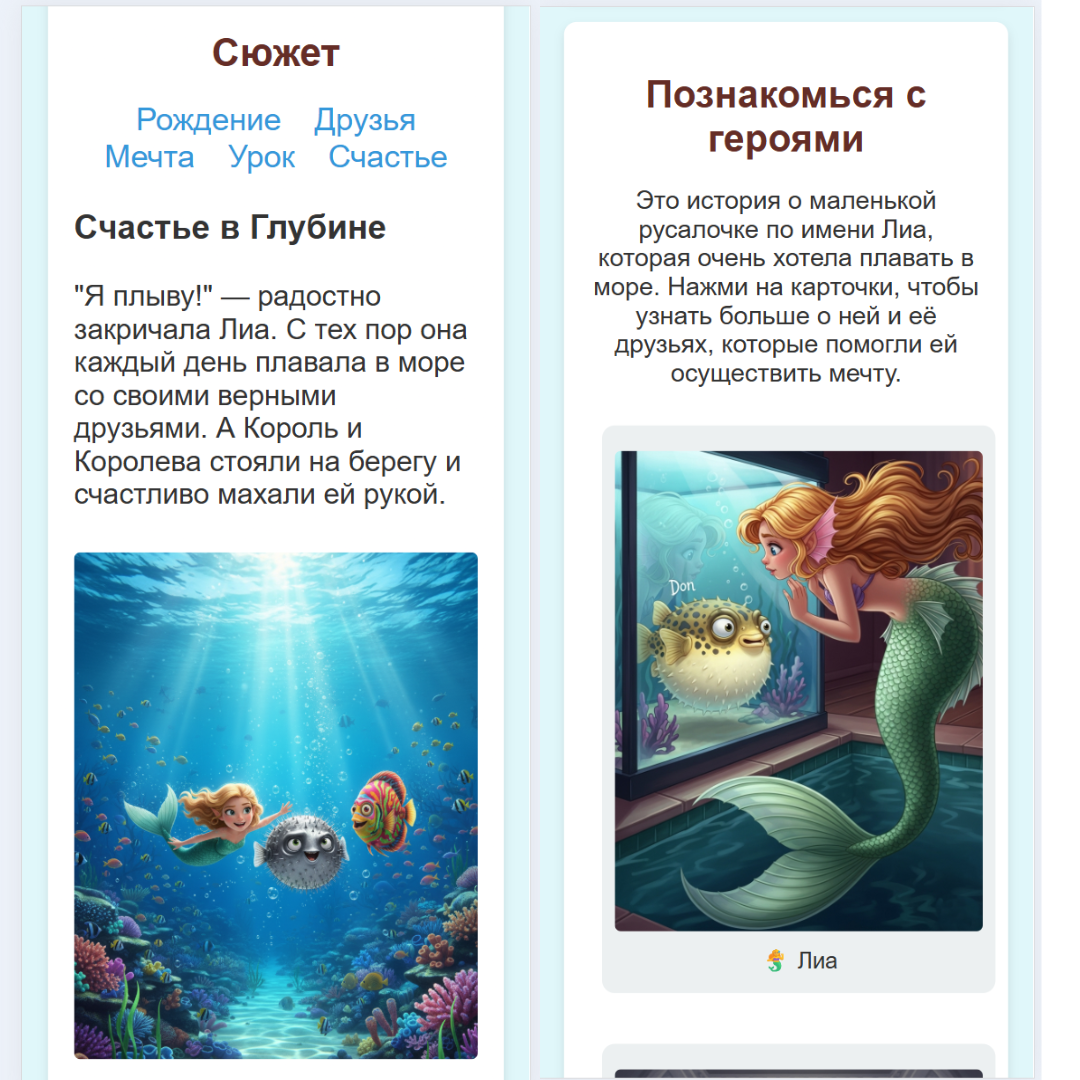 Сюжет
Рождение Друзья
Мечта Урок Счастье
Счастье в Глубине
"Я плыву!" — радостно
закричала Лиа. С тех пор она
каждый день плавала в море
со своими верными
друзьями. А Король и
Королева стояли на берегу и
счастливо махали ей рукой.
Познакомься с
героями
Это история о маленькой
русалочке по имени Лиа,
которая очень хотела плавать в
море. Нажми на карточки, чтобы
узнать больше о ней и её
друзьях, которые помогли ей
осуществить мечту.
Don
Лиа